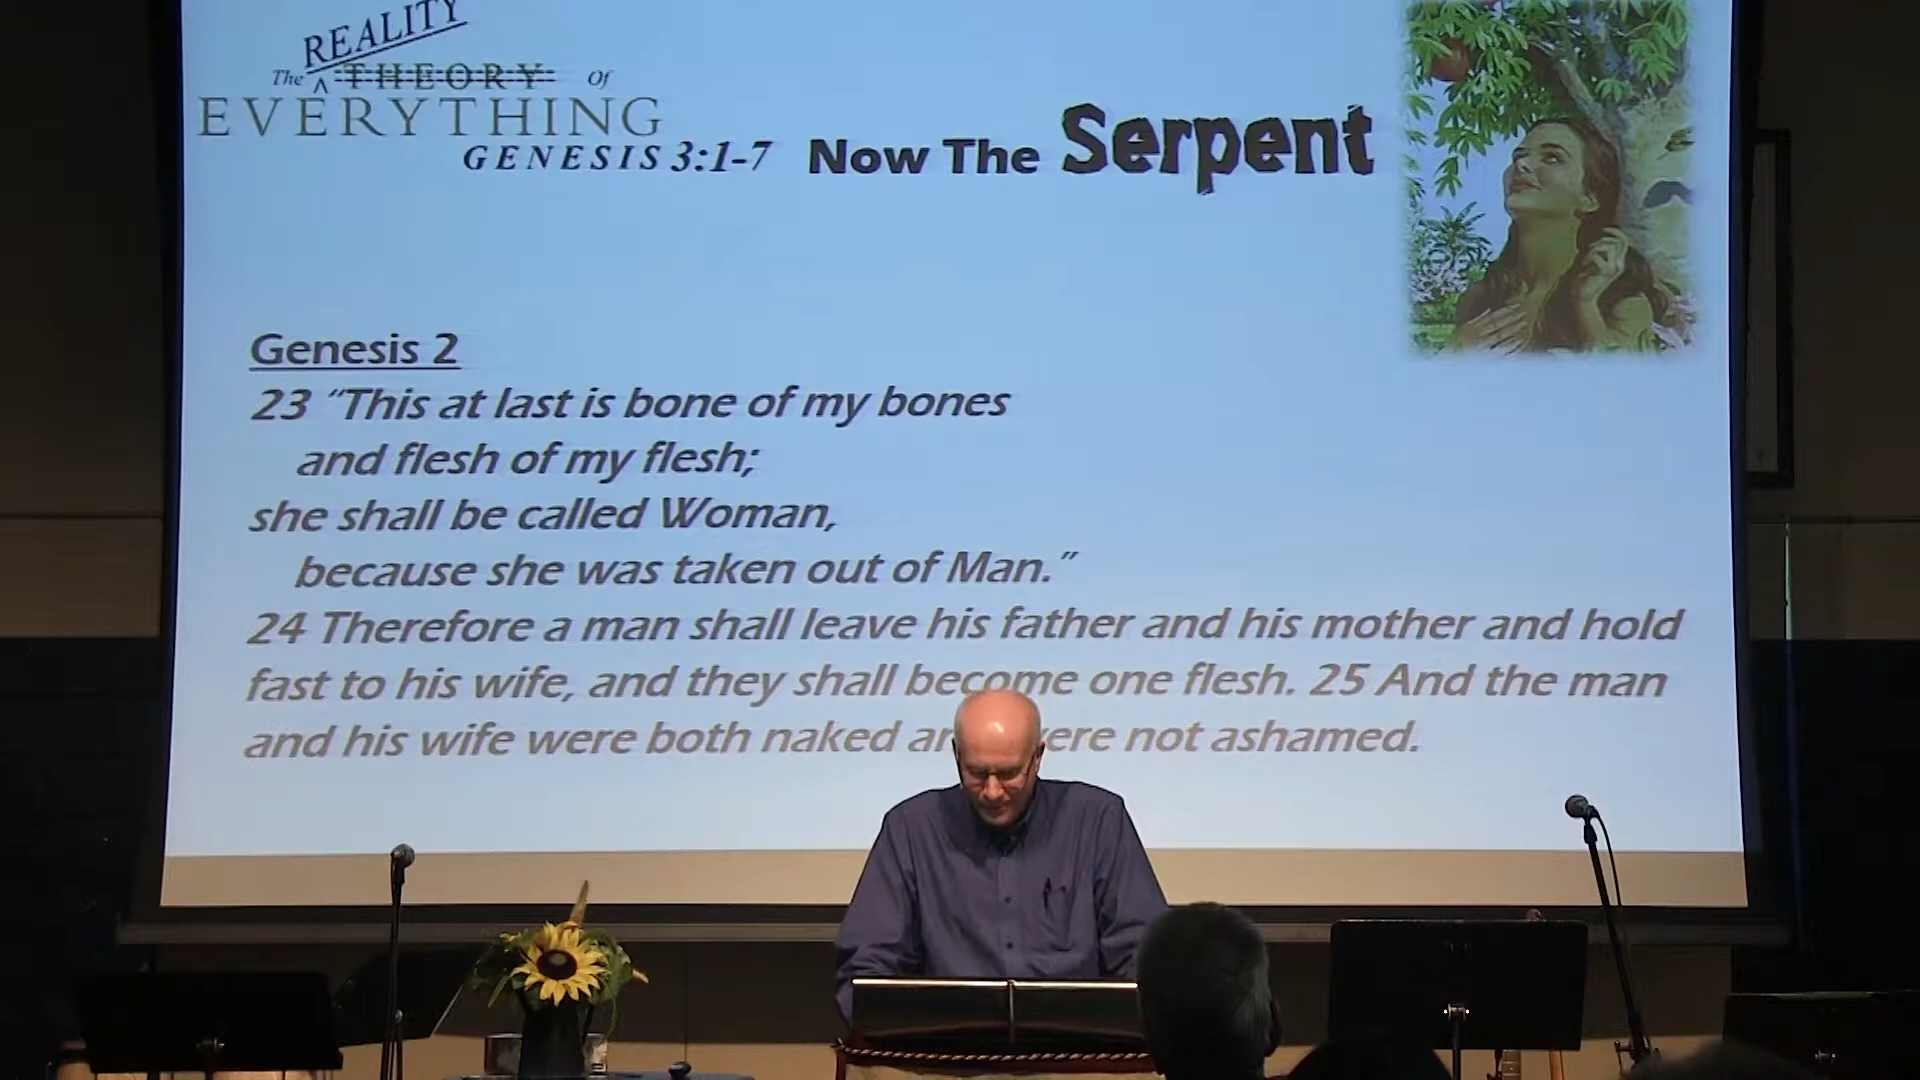 REALITY
The ^ THEORY Of
EVERYTHING
GENESIS 3:1-7 Now The Serpent
Genesis 2
23 “This at last is bone of my bones
and flesh of my flesh;
she shall be called Woman,
because she was taken out of Man.”
24 Therefore a man shall leave his father and his mother and hold
fast to his wife, and they shall become one flesh. 25 And the man
and his wife were both naked were not ashamed.